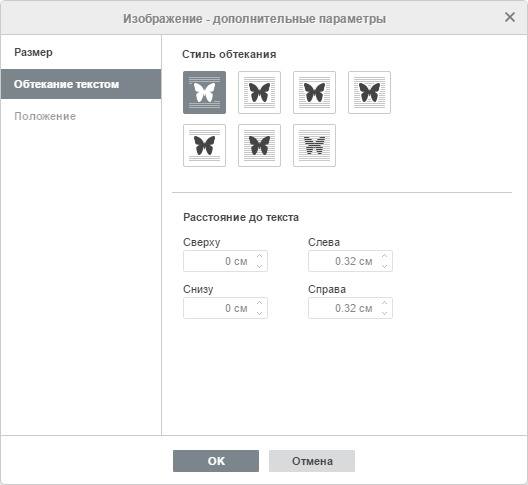 Изображение - дополнительные параметры
Размер
Обтекание текстом
Положение
Стиль обтекания
Расстояние до текста
Сверху
Слева
0 см
0.32 см
Снизу
Справа
0 см
0.32 см
OK
Отмена